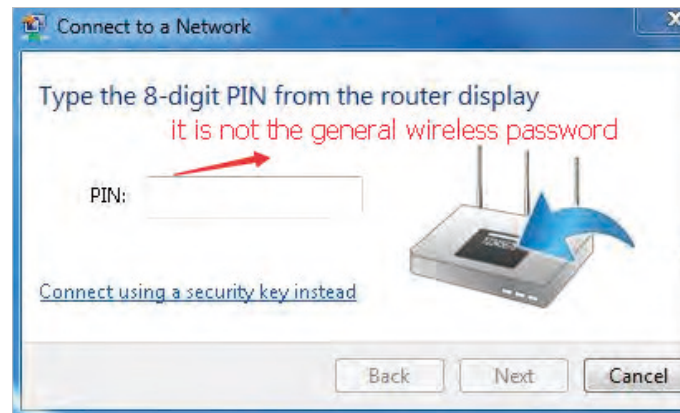 Connect to a Network
X
Type the 8-digit PIN from the router display
it is not the general wireless password
PIN:
Connect using a security key instead
Back Next Cancel